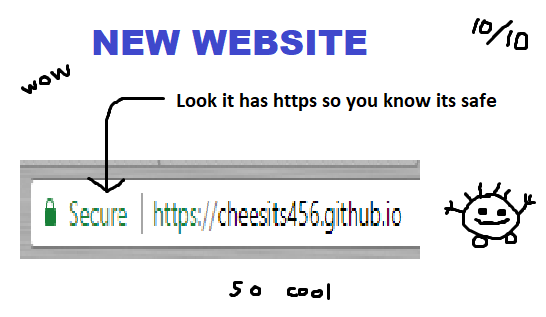 NEW WEBSITE
10/10
wow
Look it has https so you know its safe
Secure
https://cheesits456.github.io
so cool